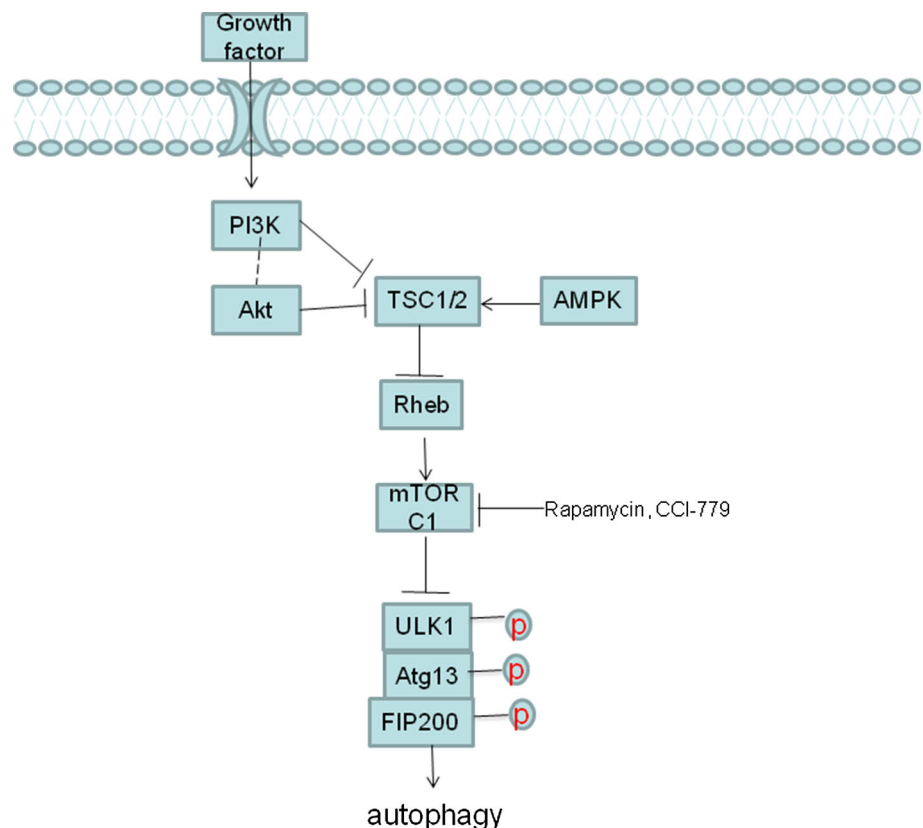 Growth
factor
PI3K
Akt
TSC1/2
AMPK
Rheb
mTOR
C1
Rapamycin, CCI-779
ULK1
p
Atg13
p
FIP200
p
autophagy